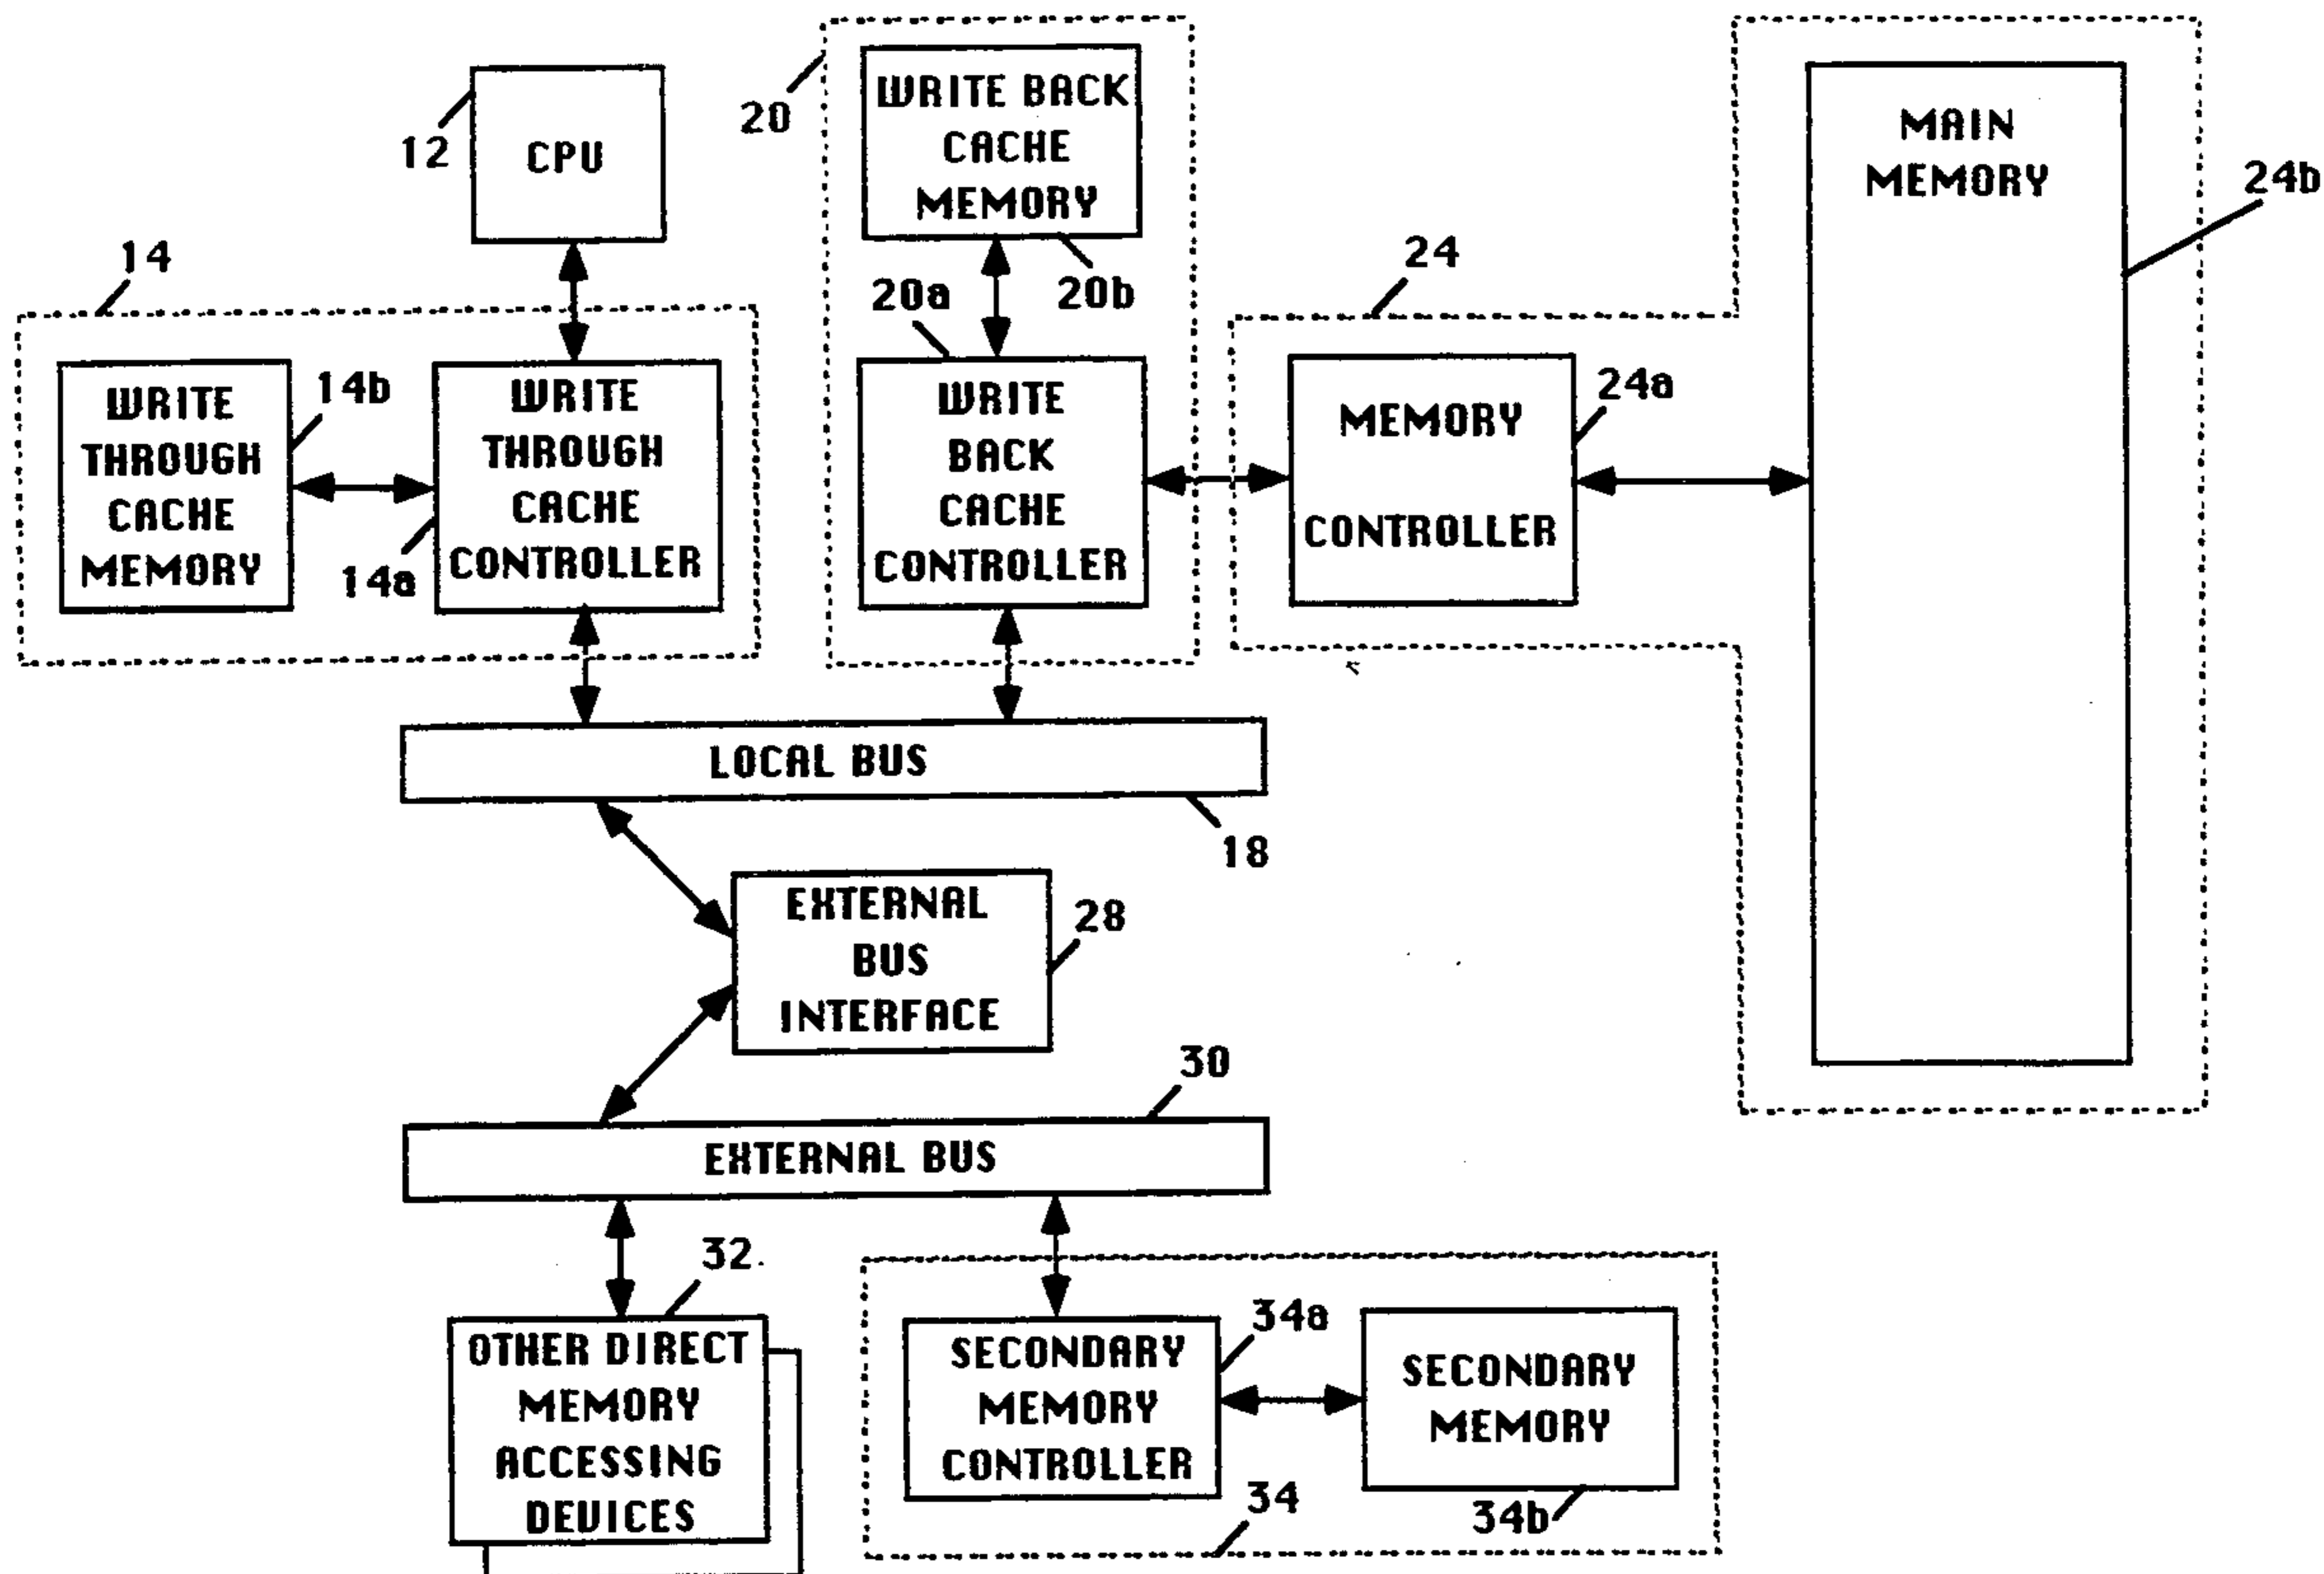 20
WRITE BACK
CACHE
MEMORY
MAIN
MEMORY
12
CPU
24b
14
24
20a
20b
WRITE
THROUGH
CACHE
MEMORY
14b
WRITE
THROUGH
CACHE
CONTROLLER
14a
WRITE
BACK
CACHE
CONTROLLER
MEMORY
CONTROLLER
24a
LOCAL BUS
18
EXTERNAL
BUS
INTERFACE
28
30
EXTERNAL BUS
32
OTHER DIRECT
MEMORY
ACCESSING
DEVICES
SECONDARY
MEMORY
CONTROLLER
34a
SECONDARY
MEMORY
34
34b